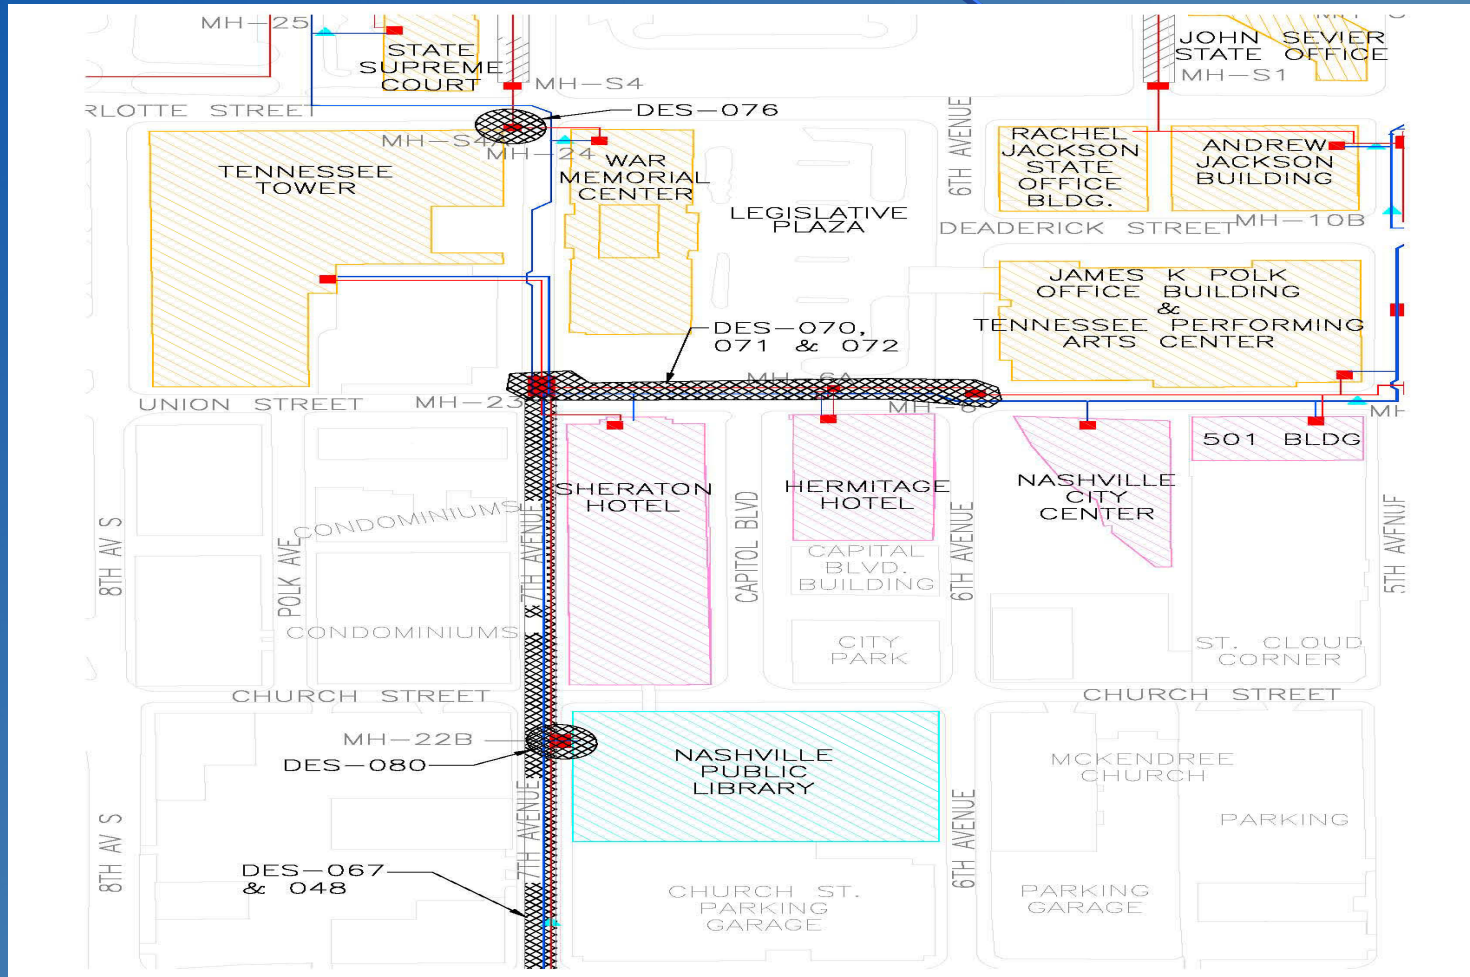 MH-25
STATE
SUPREME
COURT
MH-S4
JOHN SEVIER
STATE OFFICE
MH-S1
RLOTTE STREET
DES-076
MH-S4
MH-24
TENNESSEE
TOWER
WAR
MEMORIAL
CENTER
LEGISLATIVE
PLAZA
6TH AVENUE
RACHEL
JACKSON
STATE
OFFICE
BLDG.
ANDREW
JACKSON
BUILDING
DEADERICK STREET
MH-10B
JAMES K POLK
OFFICE BUILDING
&
TENNESSEE PERFORMING
ARTS CENTER
DES-070,
071 & 072
MH-6A
UNION STREET
MH-23
MH-6
MH
501 BLDG
SHERATON
HOTEL
HERMITAGE
HOTEL
NASHVILLE
CITY
CENTER
8TH AV S
POLK AVE
CONDOMINIUMS
7TH AVENUE
CAPITOL BLVD
CAPITAL
BLVD.
BUILDING
6TH AVENUE
5TH AVENUE
CONDOMINIUMS
CITY
PARK
ST. CLOUD
CORNER
CHURCH STREET
CHURCH STREET
MH-22B
DES-080
NASHVILLE
PUBLIC
LIBRARY
MCKENDREE
CHURCH
8TH AV S
7TH AVENUE
6TH AVENUE
PARKING
DES-067
& 048
CHURCH ST.
PARKING
GARAGE
PARKING
GARAGE